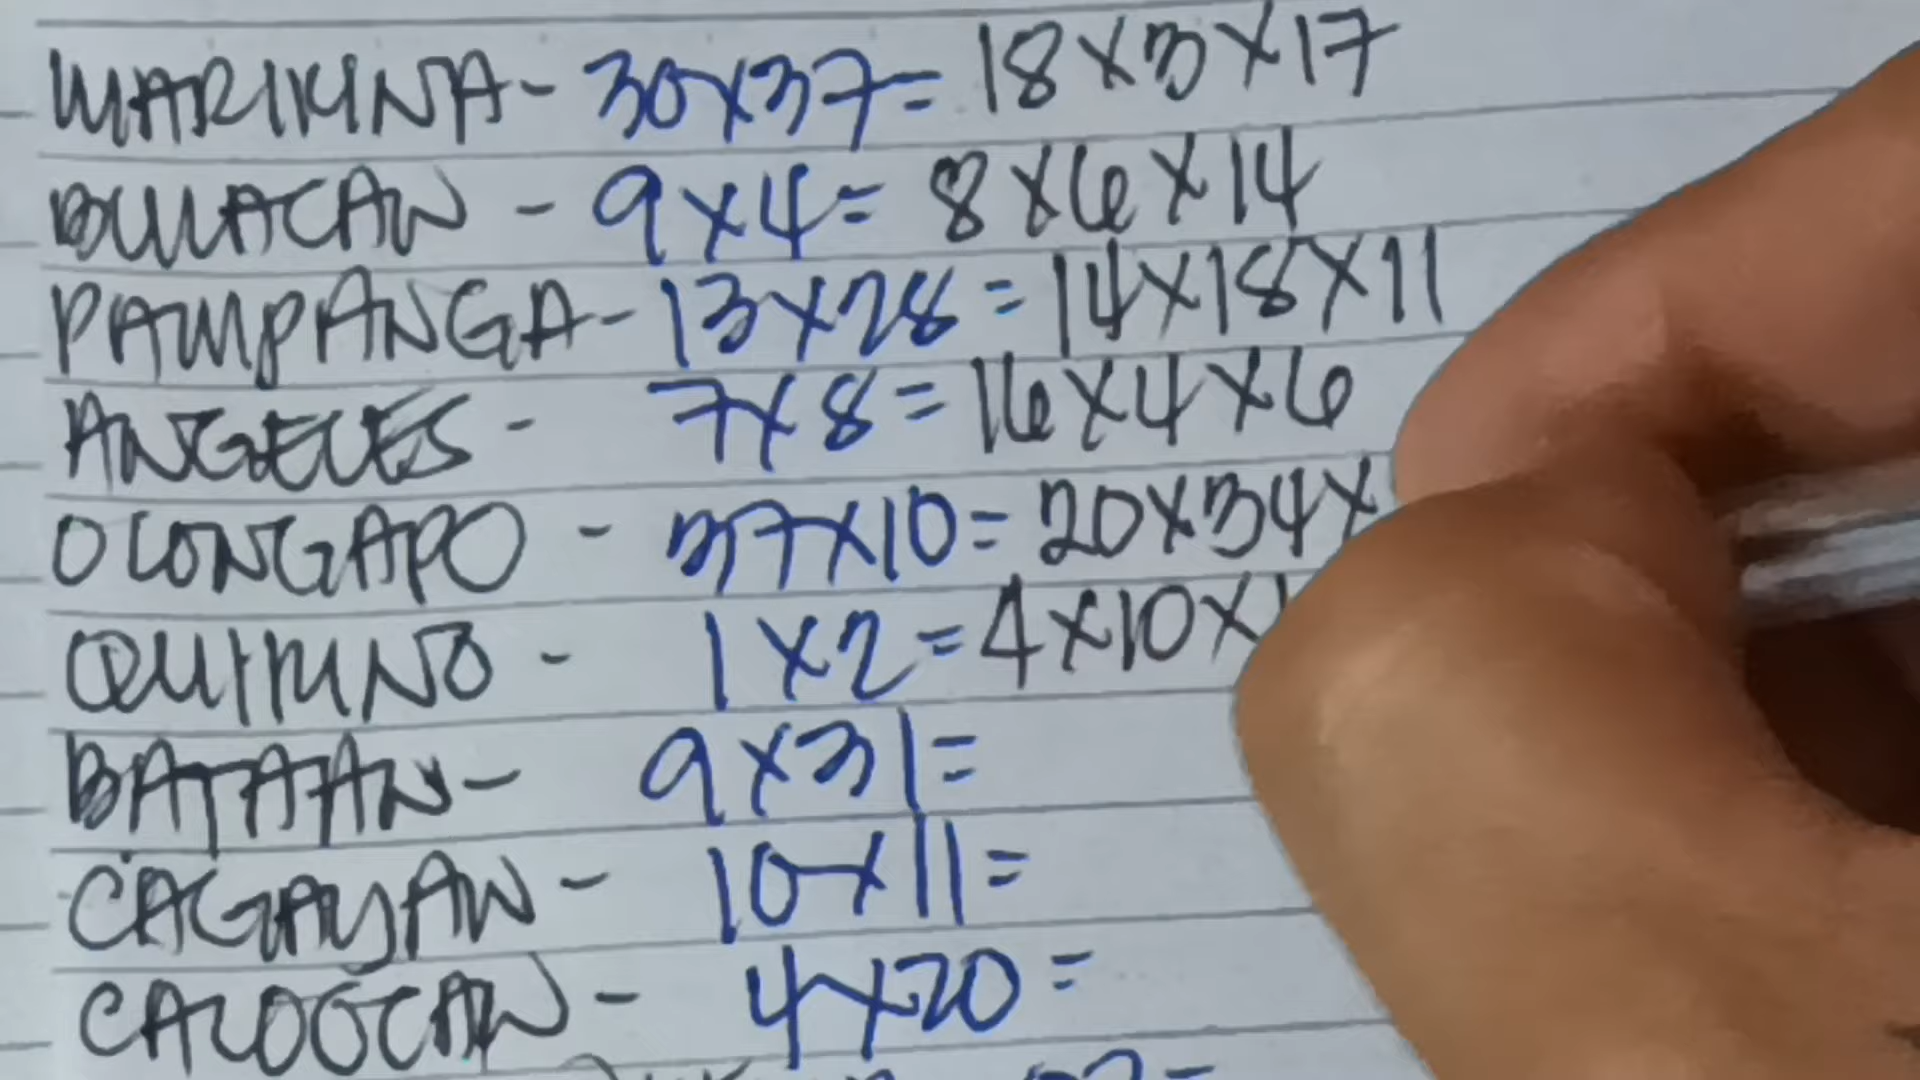 MARIKINA - 30x37= 18x3x17
BULACAN - 9x4= 8x6x14
PAMPANGA - 13x28= 14x18x11
ANGELES - 7x8= 16x4x6
OLONGAPO - 37x10= 20x34x
QUIRINO - 1x2= 4x10x1
BATAAN - 9x31=
CAGAYAN - 10x11=
CALOOCAN - 4x20=